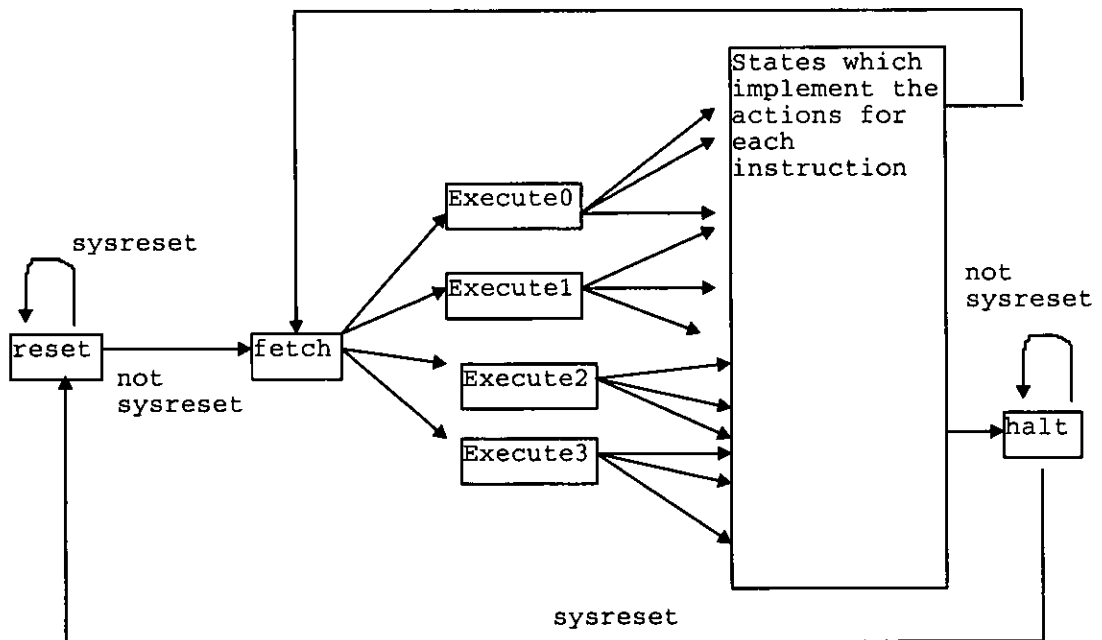 States which
implement the
actions for
each
instruction
Execute0
sysreset
Execute1
not
sysreset
reset
fetch
not
sysreset
Execute2
halt
Execute3
sysreset